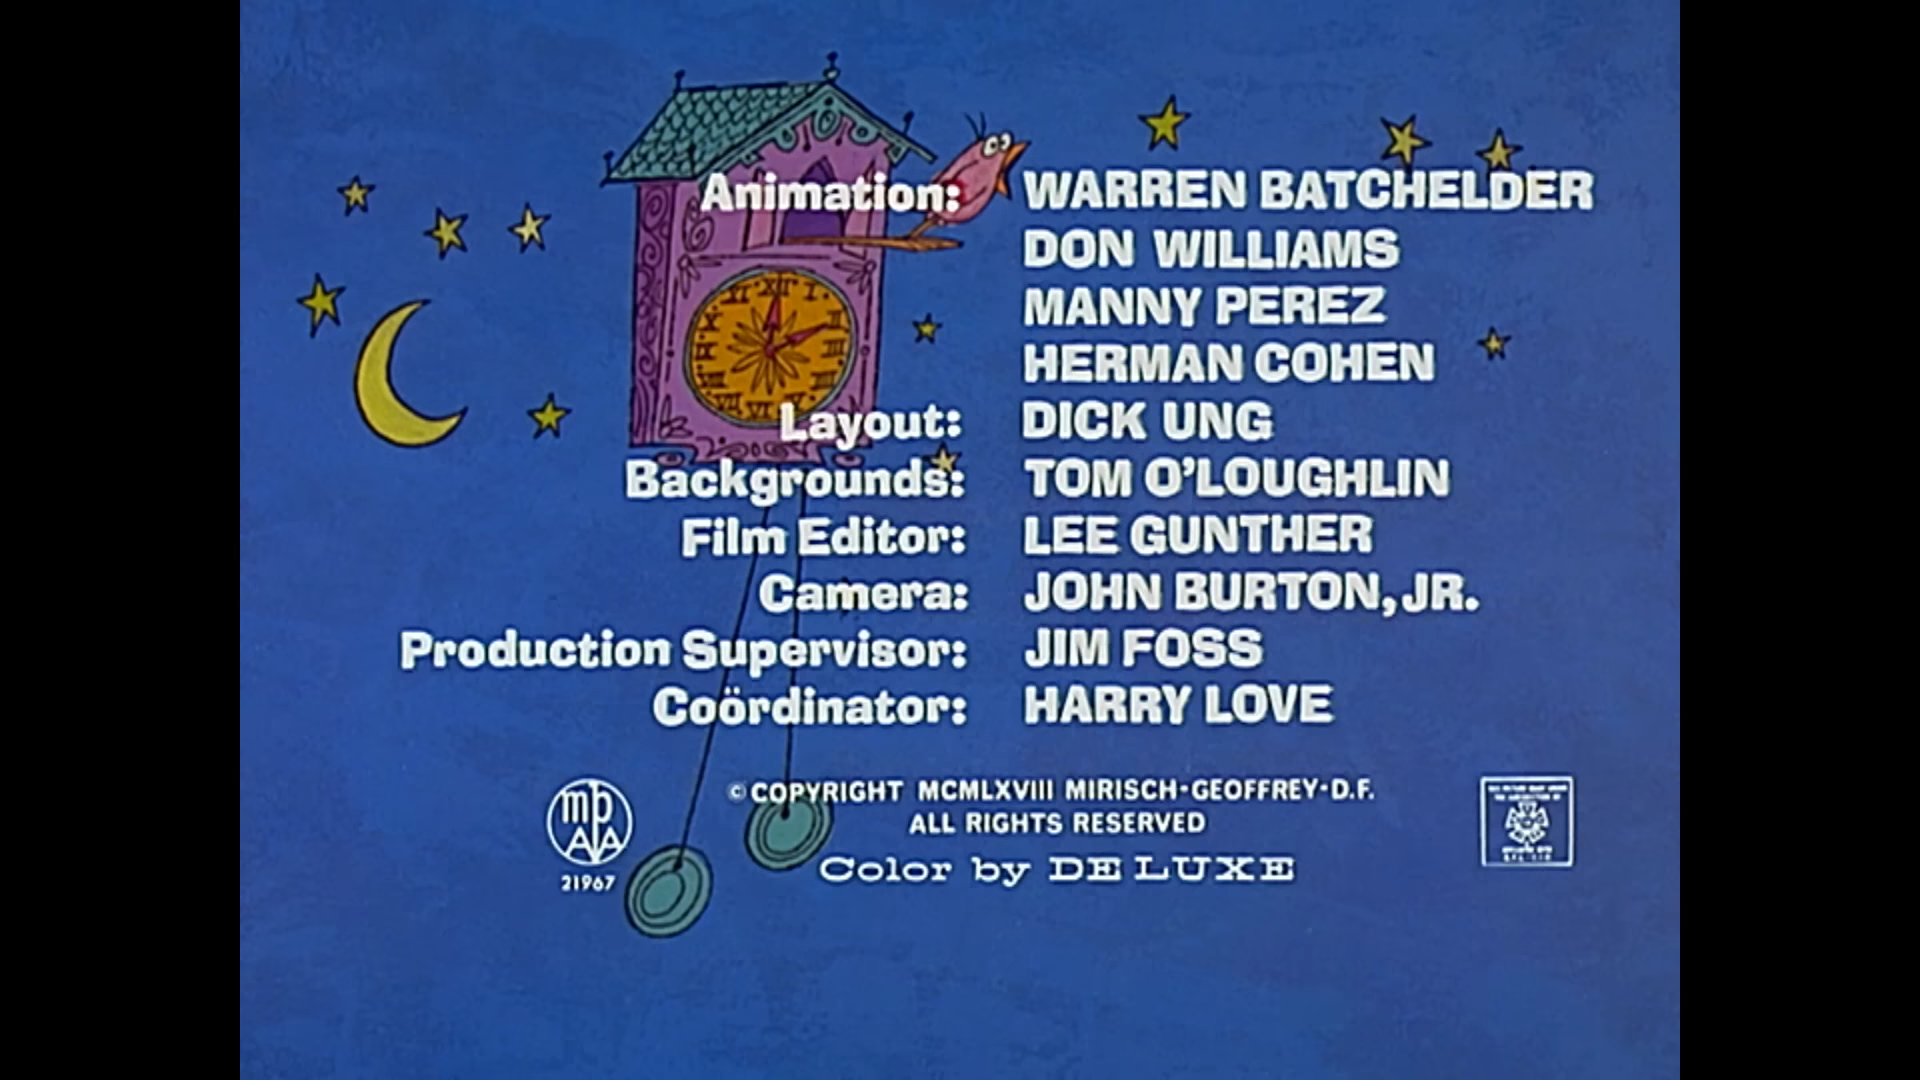 Animation: WARREN BATCHELDER
DON WILLIAMS
MANNY PEREZ
HERMAN COHEN
Layout: DICK UNG
Backgrounds: TOM O'LOUGHLIN
Film Editor: LEE GUNTHER
Camera: JOHN BURTON, JR.
Production Supervisor: JIM FOSS
Coördinator: HARRY LOVE
© COPYRIGHT MCMLXVIII MIRISCH-GEOFFREY-D.F.
ALL RIGHTS RESERVED
Color by DE LUXE
mpAA
21967